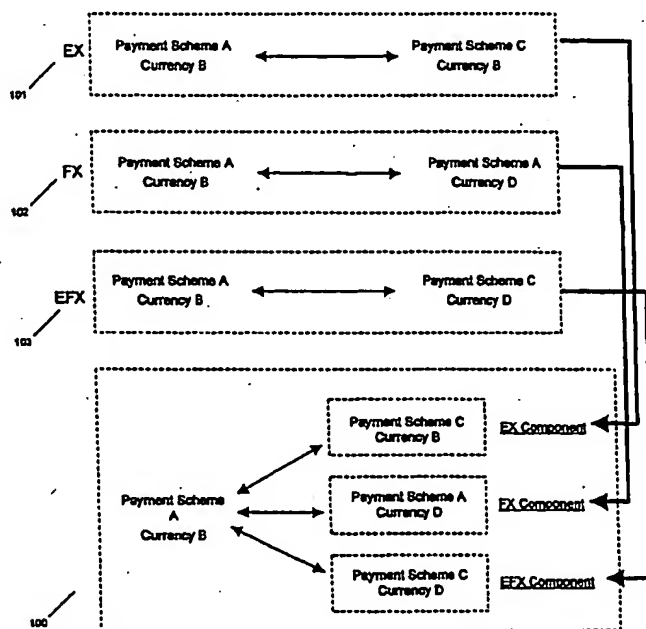 EX
Payment Scheme A
Currency B
Payment Scheme C
Currency B
101
FX
Payment Scheme A
Currency B
Payment Scheme A
Currency D
102
EFX
Payment Scheme A
Currency B
Payment Scheme C
Currency D
103
Payment Scheme C
Currency B
EX Component
Payment Scheme
A
Currency B
Payment Scheme A
Currency D
FX Component
Payment Scheme C
Currency D
EFX Component
100